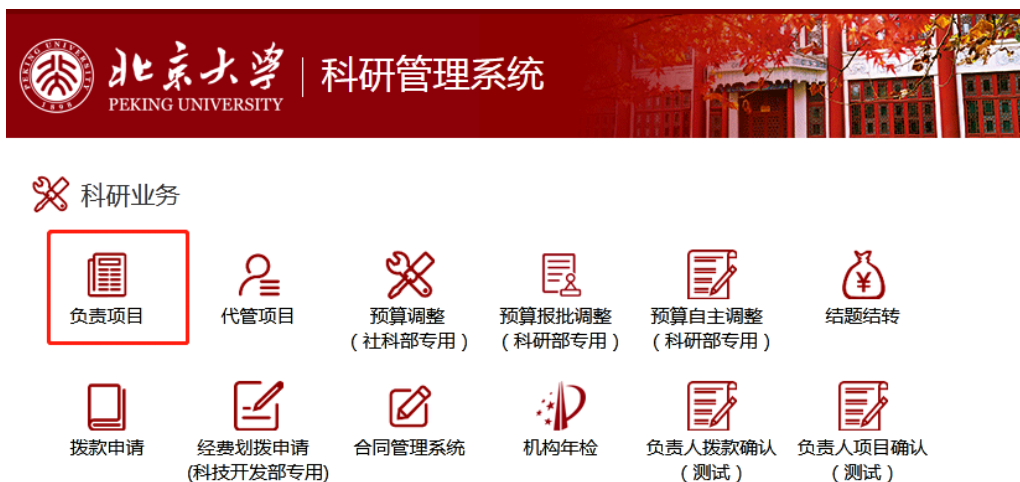 北京大学
PEKING UNIVERSITY
科研管理系统
PEKING UNIVERSITY
1898
科研业务
负责项目
代管项目
预算调整
（社科部专用）
预算报批调整
（科研部专用）
预算自主调整
（科研部专用）
结题结转
拨款申请
经费划拨申请
(科技开发部专用)
合同管理系统
机构年检
负责人拨款确认
（测试）
负责人项目确认
（测试）